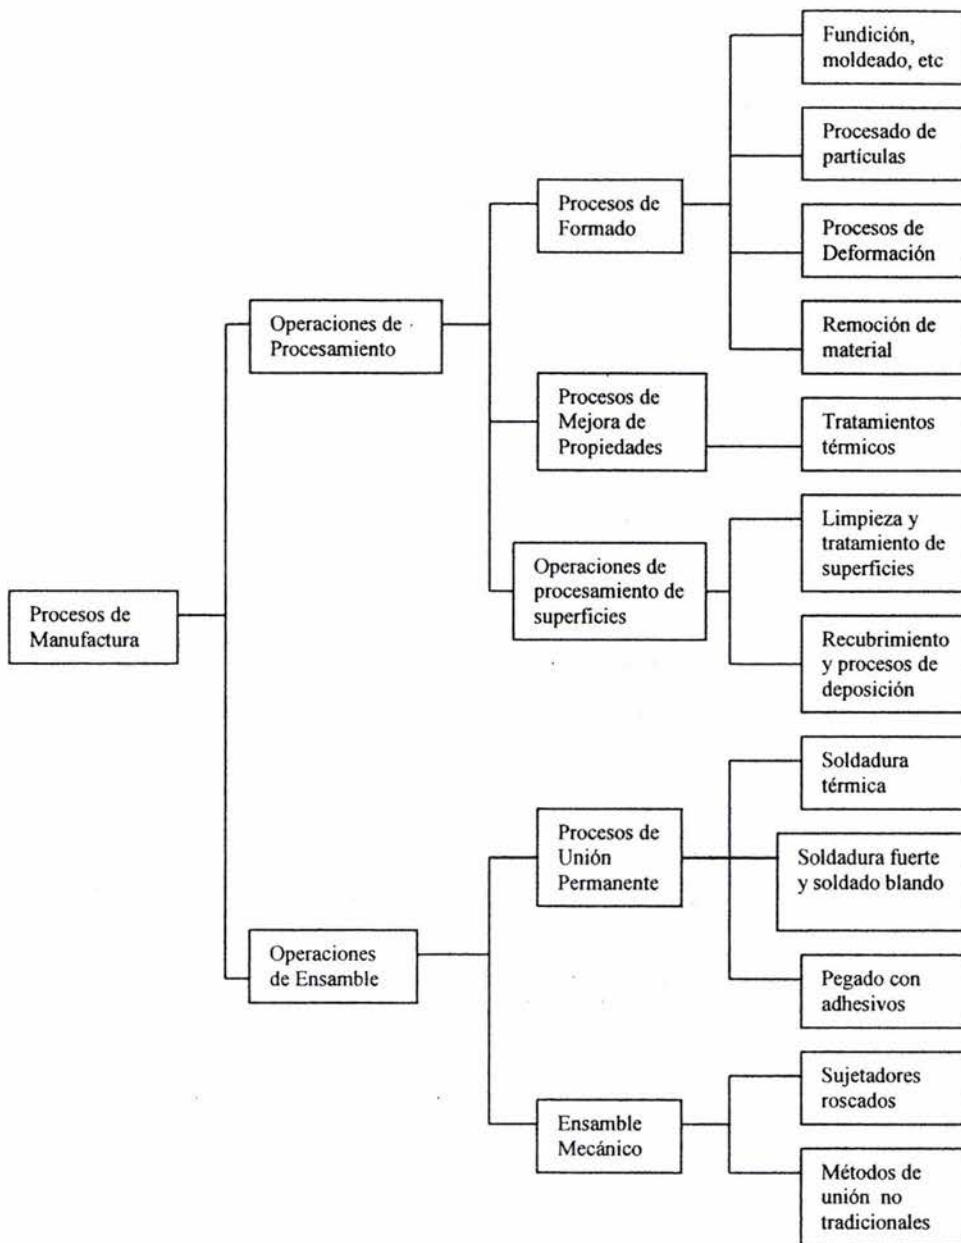 Fundición,
moldeado, etc
Procesado de
partículas
Procesos de
Formado
Procesos de
Deformación
Operaciones de
Procesamiento
Remoción de
material
Procesos de
Mejora de
Propiedades
Tratamientos
térmicos
Limpieza y
tratamiento de
superficies
Operaciones de
procesamiento de
superficies
Procesos de
Manufactura
Recubrimiento
y procesos de
deposición
Soldadura
térmica
Procesos de
Unión
Permanente
Soldadura fuerte
y soldado blando
Operaciones
de Ensamble
Pegado con
adhesivos
Sujetadores
roscados
Ensamble
Mecánico
Métodos de
unión no
tradicionales